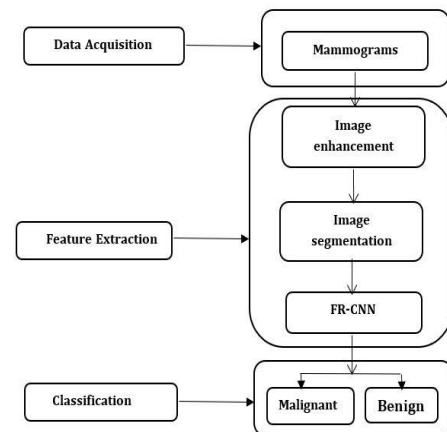 Data Acquisition
Mammograms
Image
enhancement
Feature Extraction
Image
segmentation
FR-CNN
Classification
Malignant
Benign